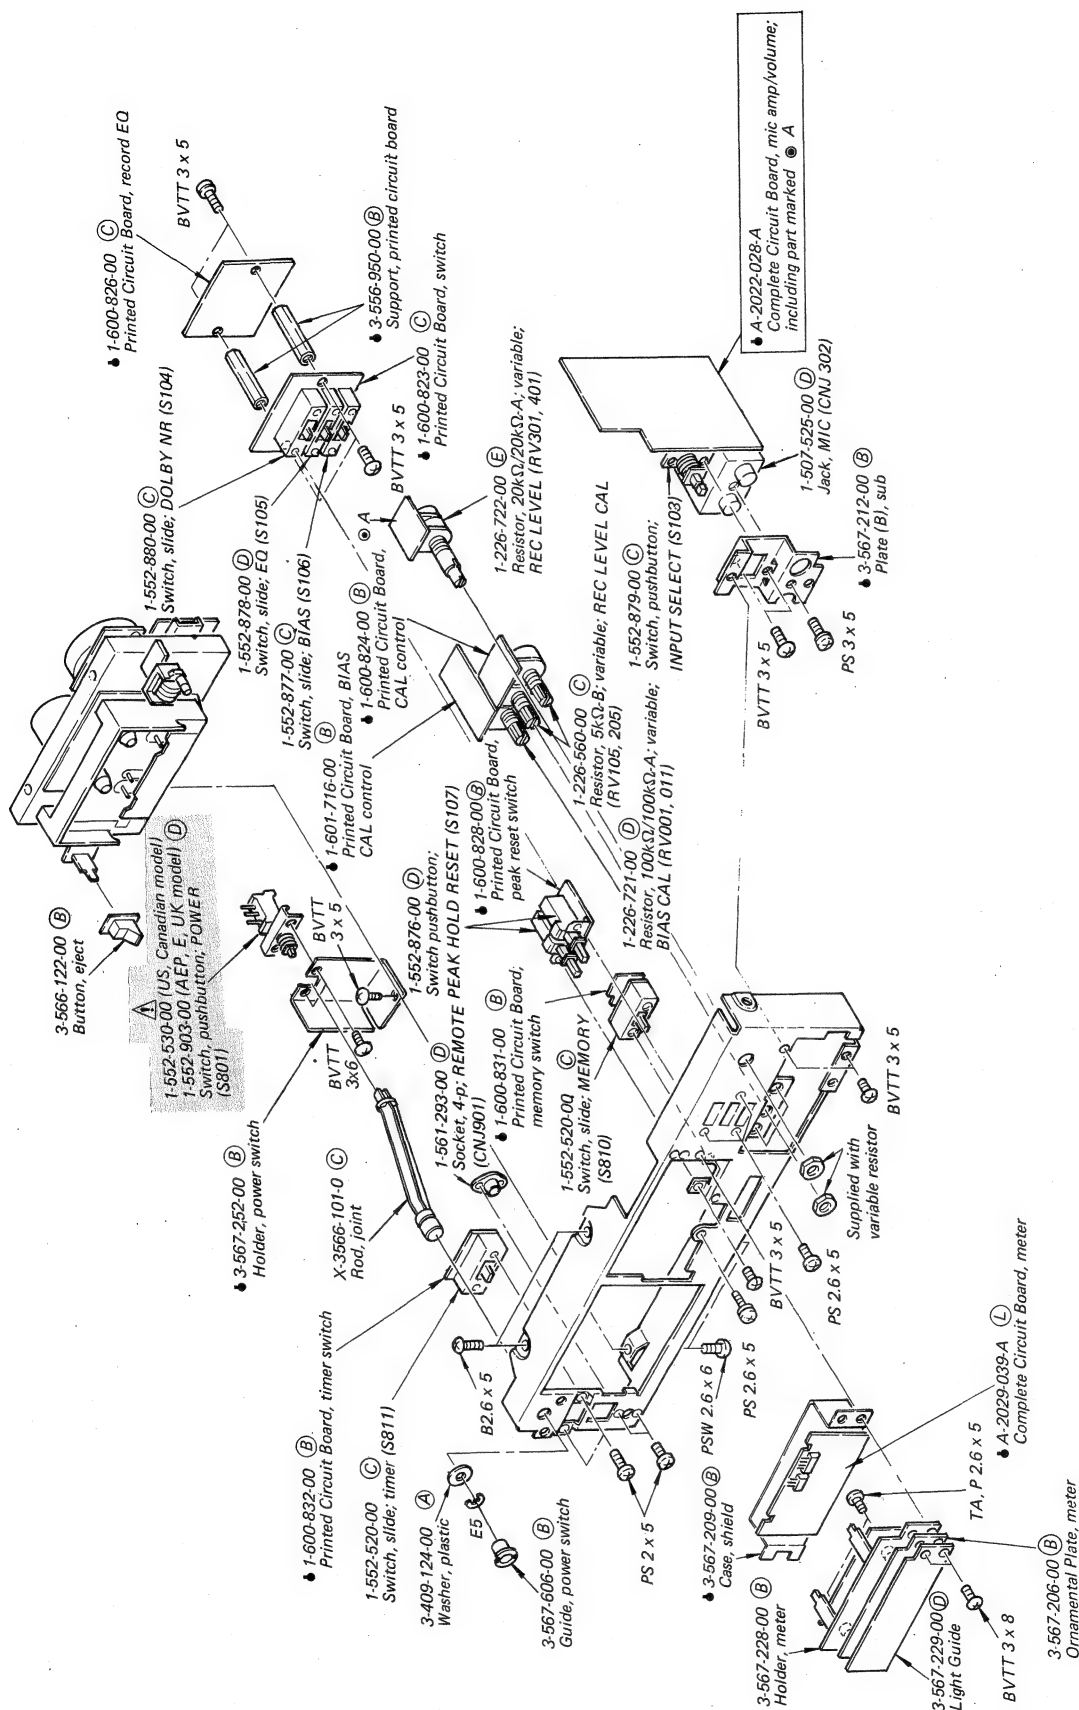 1-600-826-00 (C)
Printed Circuit Board, record EQ
BVTT 3 x 5
3-556-950-00 (B)
Support, printed circuit board
1-600-823-00 (C)
Printed Circuit Board, switch
BVTT 3 x 5
1-552-880-00 (C)
Switch, slide; DOLBY NR (S104)
1-552-878-00 (D)
Switch, slide; EQ (S105)
1-552-877-00 (C)
Switch, slide; BIAS (S106)
◉ A
1-226-722-00 (E)
Resistor, 20kΩ/20kΩ-A; variable;
REC LEVEL (RV301, 401)
1-600-824-00 (B)
Printed Circuit Board,
CAL control
1-601-716-00 (B)
Printed Circuit Board, BIAS
CAL control
A-2022-028-A
Complete Circuit Board, mic amp/volume;
including part marked ◉ A
1-507-525-00 (D)
Jack, MIC (CNJ 302)
3-567-212-00 (B)
Plate (B), sub
1-552-879-00 (C)
Switch, pushbutton;
INPUT SELECT (S103)
BVTT 3 x 5
PS 3 x 5
1-226-560-00 (C)
Resistor, 5kΩ-B; variable; REC LEVEL CAL
(RV105, 205)
1-226-721-00 (D)
Resistor, 100kΩ/100kΩ-A; variable;
BIAS CAL (RV001, 011)
1-600-828-00 (B)
Printed Circuit Board,
peak reset switch
1-552-876-00 (D)
Switch pushbutton;
REMOTE PEAK HOLD RESET (S107)
3-566-122-00 (B)
Button, eject
1-552-530-00 (US, Canadian model)
1-552-903-00 (AEP, E, UK model) (D)
Switch, pushbutton; POWER
(S801)
BVTT
3 x 5
BVTT
3x6
3-567-252-00 (B)
Holder, power switch
X-3566-101-0 (C)
Rod, joint
1-561-293-00 (D)
Socket, 4-p;
(CNJ901)
1-600-831-00 (B)
Printed Circuit Board;
memory switch
1-552-520-00 (C)
Switch, slide; MEMORY
(S810)
BVTT 3 x 5
Supplied with
variable resistor
PS 2.6 x 5
BVTT 3 x 5
1-600-832-00 (B)
Printed Circuit Board, timer switch
1-552-520-00 (C)
Switch, slide; timer (S811)
B2.6 x 5
3-409-124-00 (A)
Washer, plastic
E5
3-567-606-00 (B)
Guide, power switch
PS 2 x 5
PSW 2.6 x 6
PS 2.6 x 5
3-567-209-00 (B)
Case, shield
3-567-228-00 (B)
Holder, meter
A-2029-039-A (L)
Complete Circuit Board, meter
TA, P 2.6 x 5
3-567-229-00 (D)
Light Guide
BVTT 3 x 8
3-567-206-00 (B)
Ornamental Plate, meter